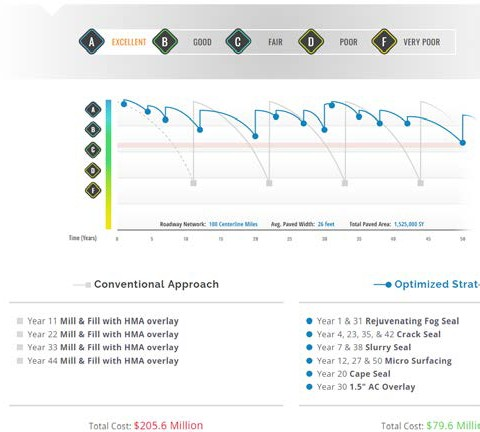 A EXCELLENT B GOOD C FAIR D POOR F VERY POOR
A
B
C
D
F
Roadway Network: 100 Centerline Miles Avg. Paved Width: 26 feet Total Paved Area: 1,525,000 SY
Time (Years) 0 5 10 15 20 25 30 35 40 45 50
Conventional Approach
Year 11 Mill & Fill with HMA overlay
Year 22 Mill & Fill with HMA overlay
Year 33 Mill & Fill with HMA overlay
Year 44 Mill & Fill with HMA overlay
Total Cost: $205.6 Million
Optimized Strat
Year 1 & 31 Rejuvenating Fog Seal
Year 4, 23, 35, & 42 Crack Seal
Year 7 & 38 Slurry Seal
Year 12, 27 & 50 Micro Surfacing
Year 20 Cape Seal
Year 30 1.5" AC Overlay
Total Cost: $79.6 Milli